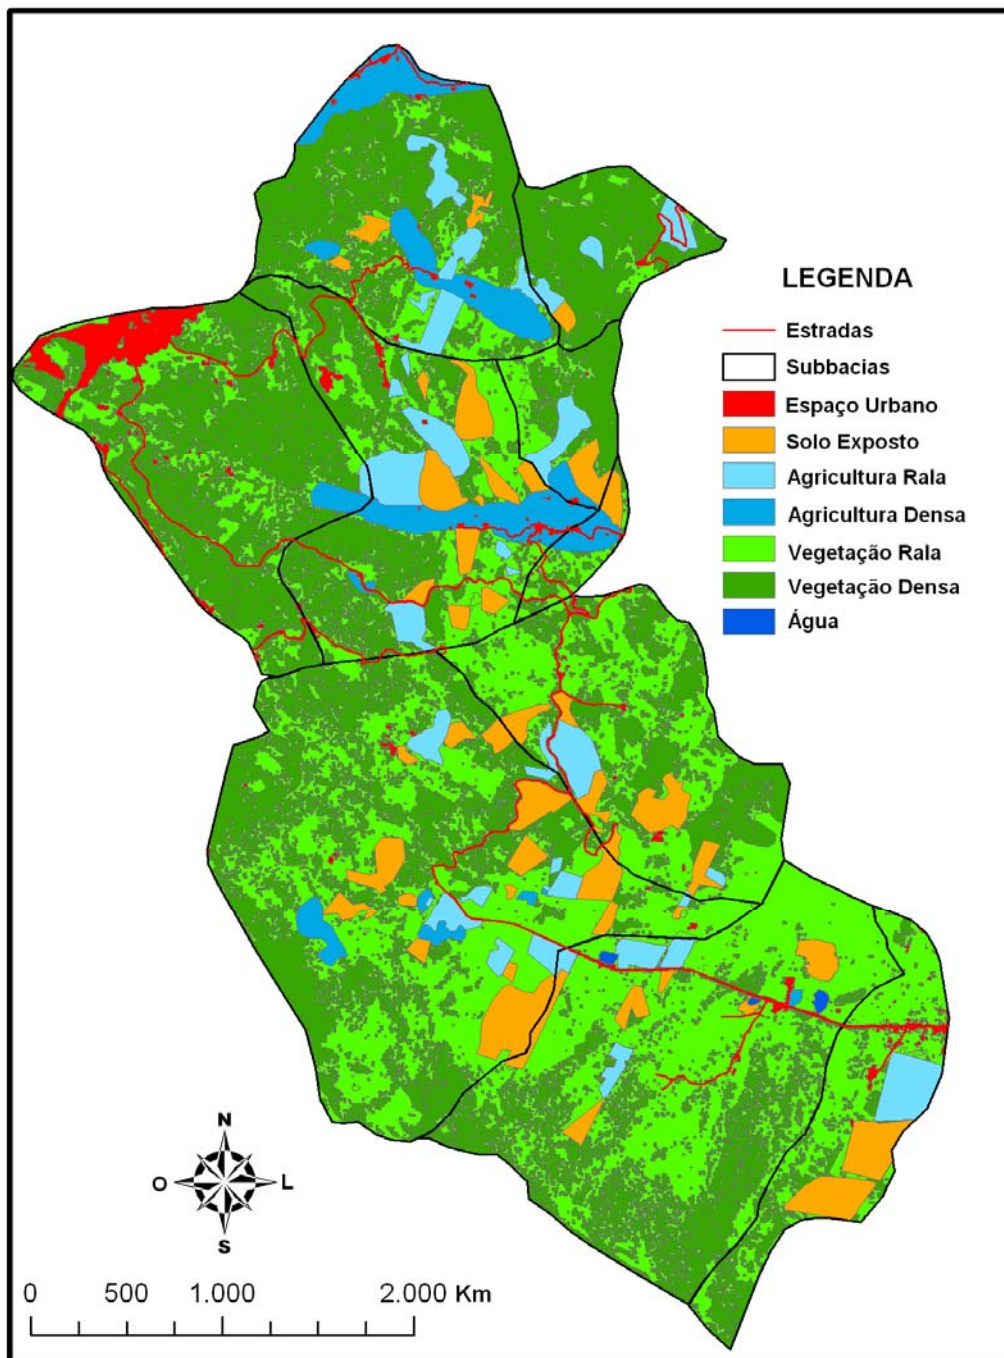 LEGENDA
Estradas
Subbacias
Espaço Urbano
Solo Exposto
Agricultura Rala
Agricultura Densa
Vegetação Rala
Vegetação Densa
Água
N
O L
S
0 500 1.000 2.000 Km